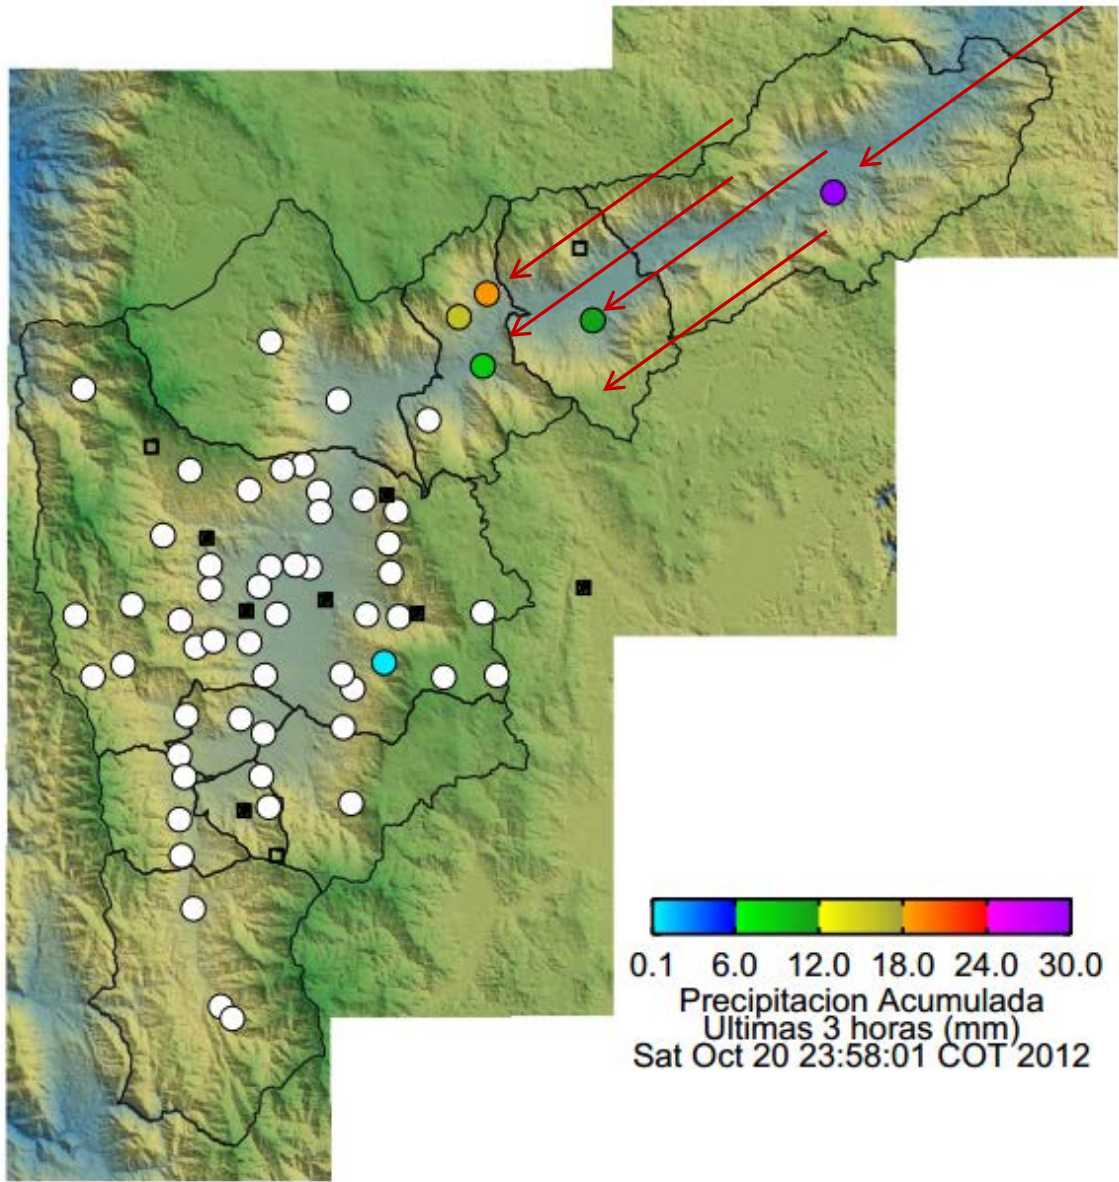 0.1 6.0 12.0 18.0 24.0 30.0
Precipitacion Acumulada
Ultimas 3 horas (mm)
Sat Oct 20 23:58:01 COT 2012